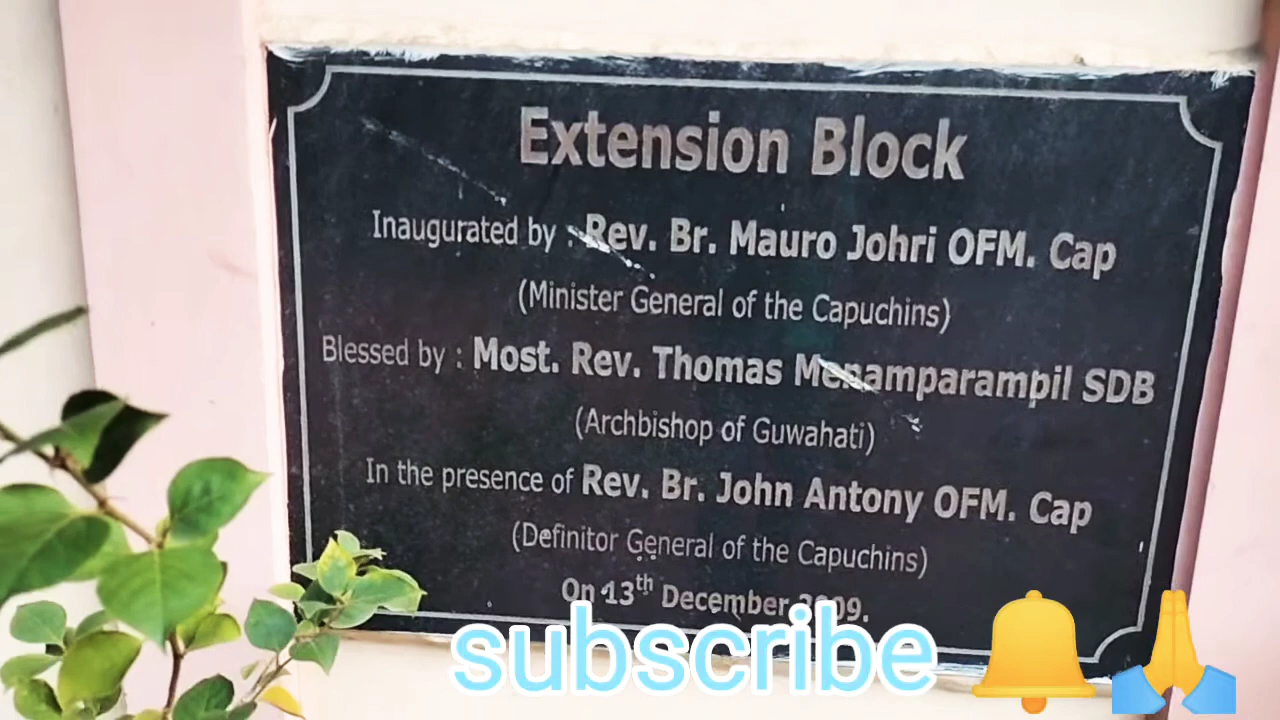 Extension Block
Inaugurated by : Rev. Br. Mauro Johri OFM. Cap
(Minister General of the Capuchins)
Blessed by : Most. Rev. Thomas Menamparampil SDB
(Archbishop of Guwahati)
In the presence of Rev. Br. John Antony OFM. Cap
(Definitor General of the Capuchins)
On 13th December 2009.
subscribe